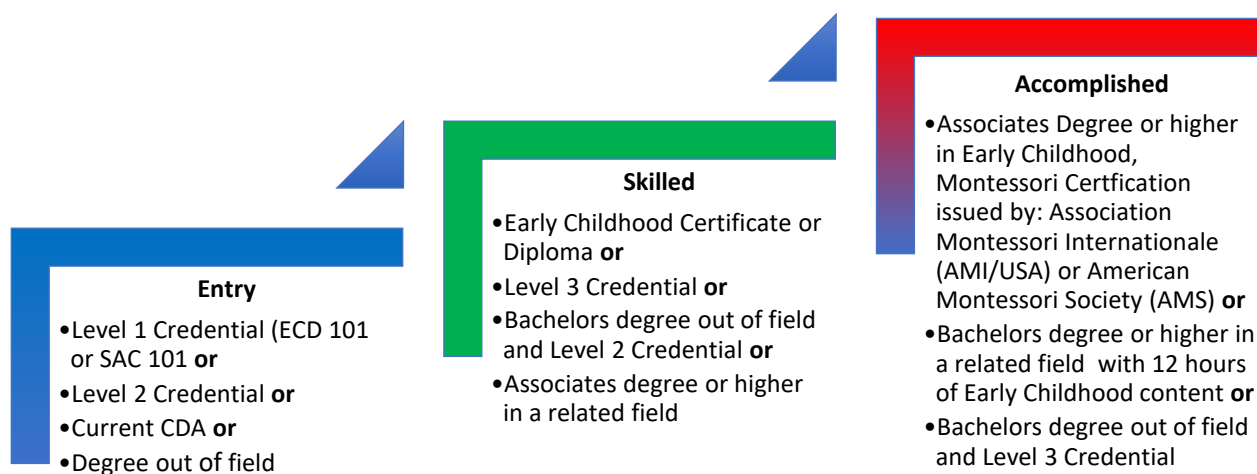 Entry
•Level 1 Credential (ECD 101
or SAC 101 or
•Level 2 Credential or
•Current CDA or
•Degree out of field
Skilled
•Early Childhood Certificate or
Diploma or
•Level 3 Credential or
•Bachelors degree out of field
and Level 2 Credential or
•Associates degree or higher
in a related field
Accomplished
•Associates Degree or higher
in Early Childhood,
Montessori Certfication
issued by: Association
Montessori Internationale
(AMI/USA) or American
Montessori Society (AMS) or
•Bachelors degree or higher in
a related field with 12 hours
of Early Childhood content or
•Bachelors degree out of field
and Level 3 Credential